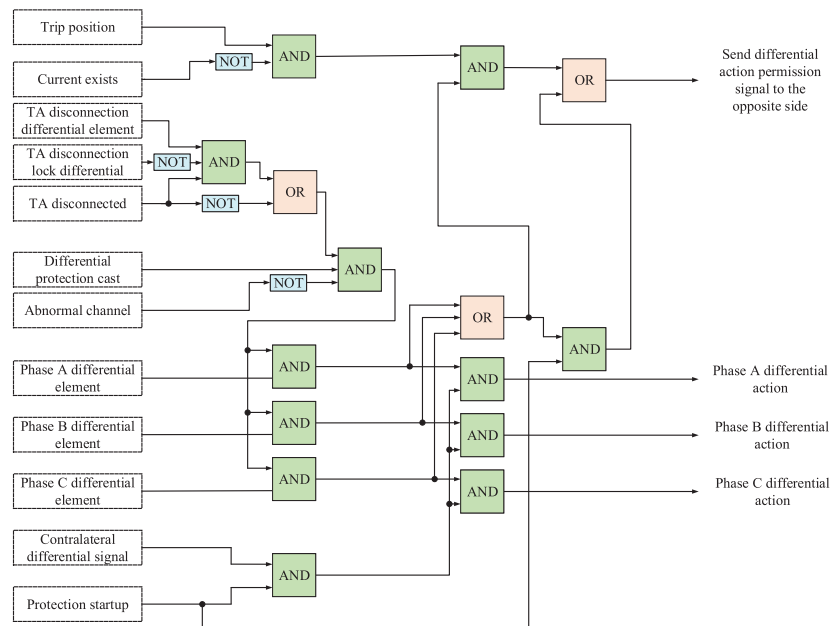 Trip position
Current exists
NOT
AND
AND
OR
Send differential
action permission
signal to the
opposite side
TA disconnection
differential element
TA disconnection
lock differential
TA disconnected
NOT
NOT
AND
OR
Differential
protection cast
Abnormal channel
NOT
AND
OR
AND
Phase A differential
element
AND
AND
Phase A differential
action
Phase B differential
element
AND
AND
Phase B differential
action
Phase C differential
element
AND
AND
Phase C differential
action
Contralateral
differential signal
Protection startup
AND